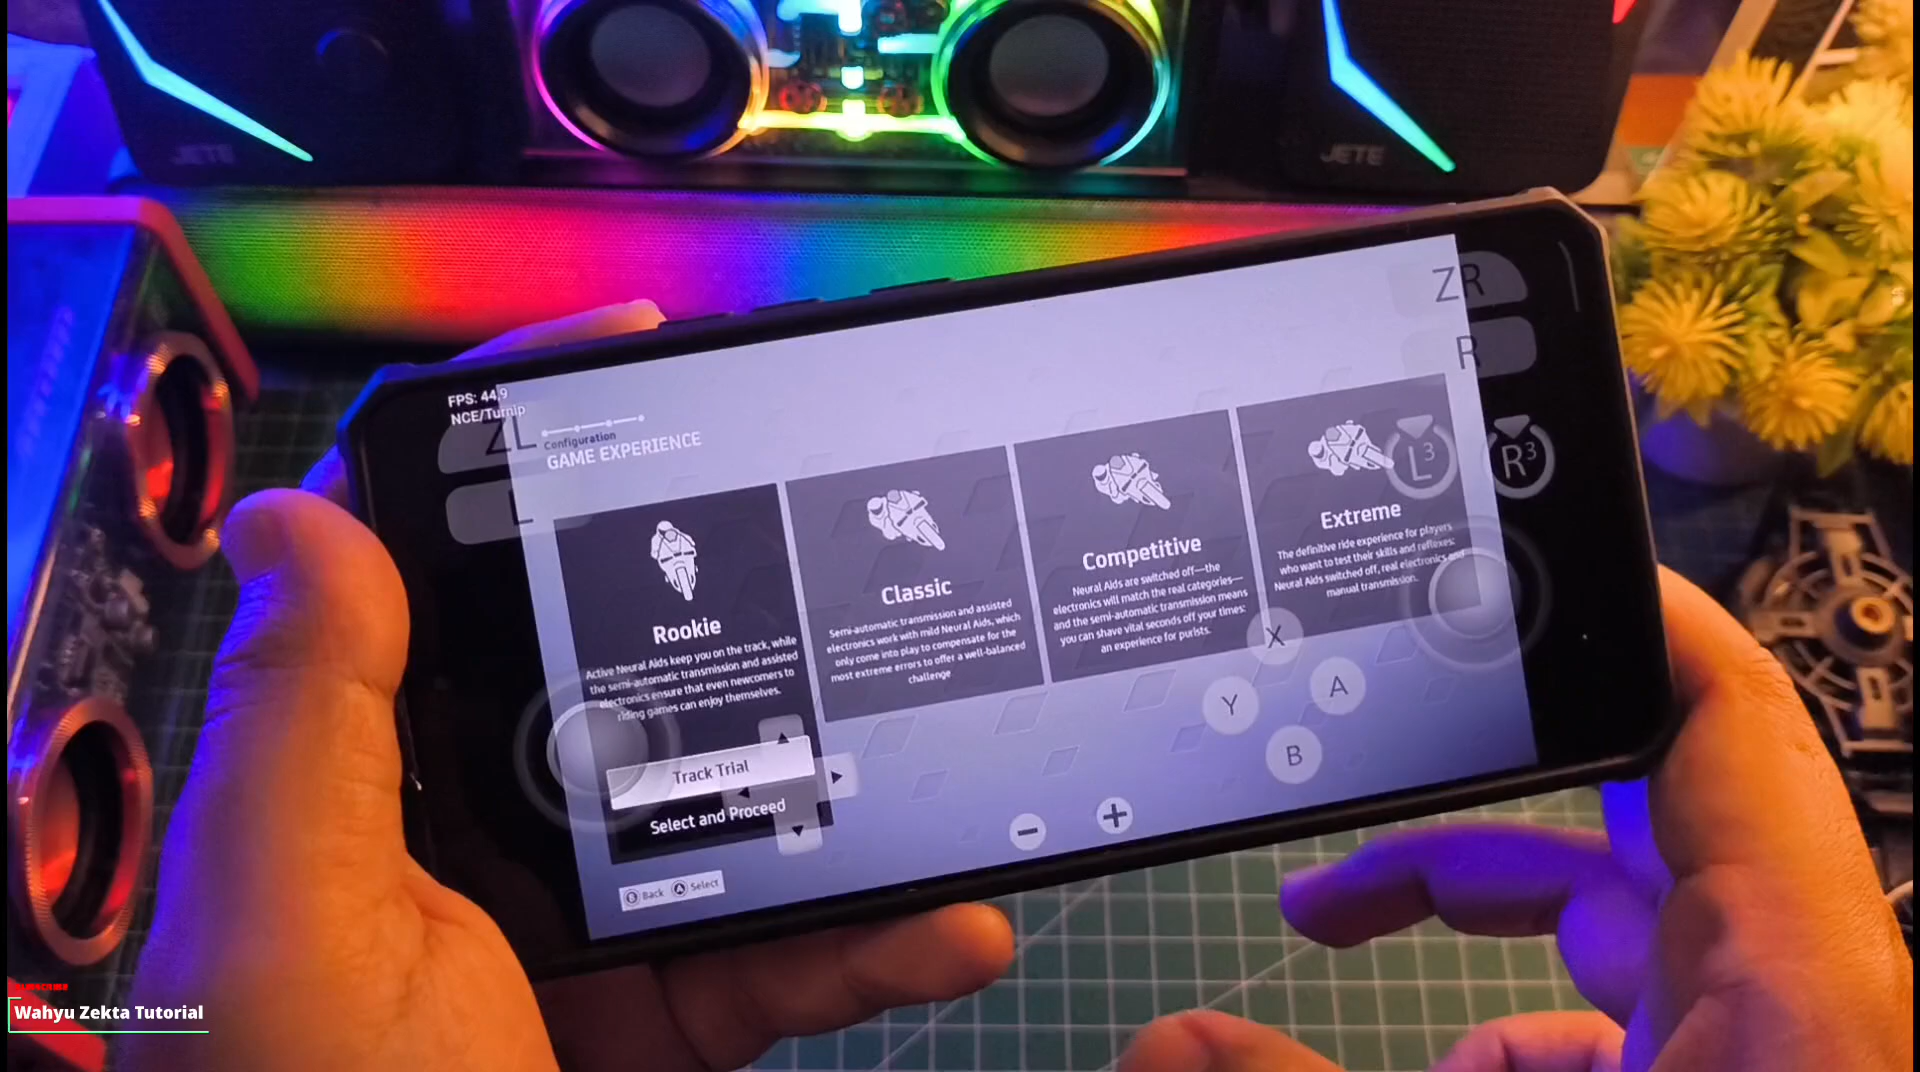 JETE
JETE
FPS: 44,9
NCE/Turnip
ZL
L
ZR
R
L3
R3
Configuration
GAME EXPERIENCE
Rookie
Active Neural Aids keep you on the track, while
the semi-automatic transmission and assisted
electronics ensure that even newcomers to
riding games can enjoy themselves.
Track Trial
Select and Proceed
Classic
Semi-automatic transmission and assisted
electronics work with mild Neural Aids, which
only come into play to compensate for the
most extreme errors to offer a well-balanced
challenge
Competitive
Neural Aids are switched off—the
electronics will match the real categories—
and the semi-automatic transmission means
you can shave vital seconds off your times:
an experience for purists.
Extreme
The definitive ride experience for players
who want to test their skills and reflexes:
Neural Aids switched off, real electronics and
manual transmission.
X
Y
A
B
B Back A Select
SUBSCRIBE
Wahyu Zekta Tutorial